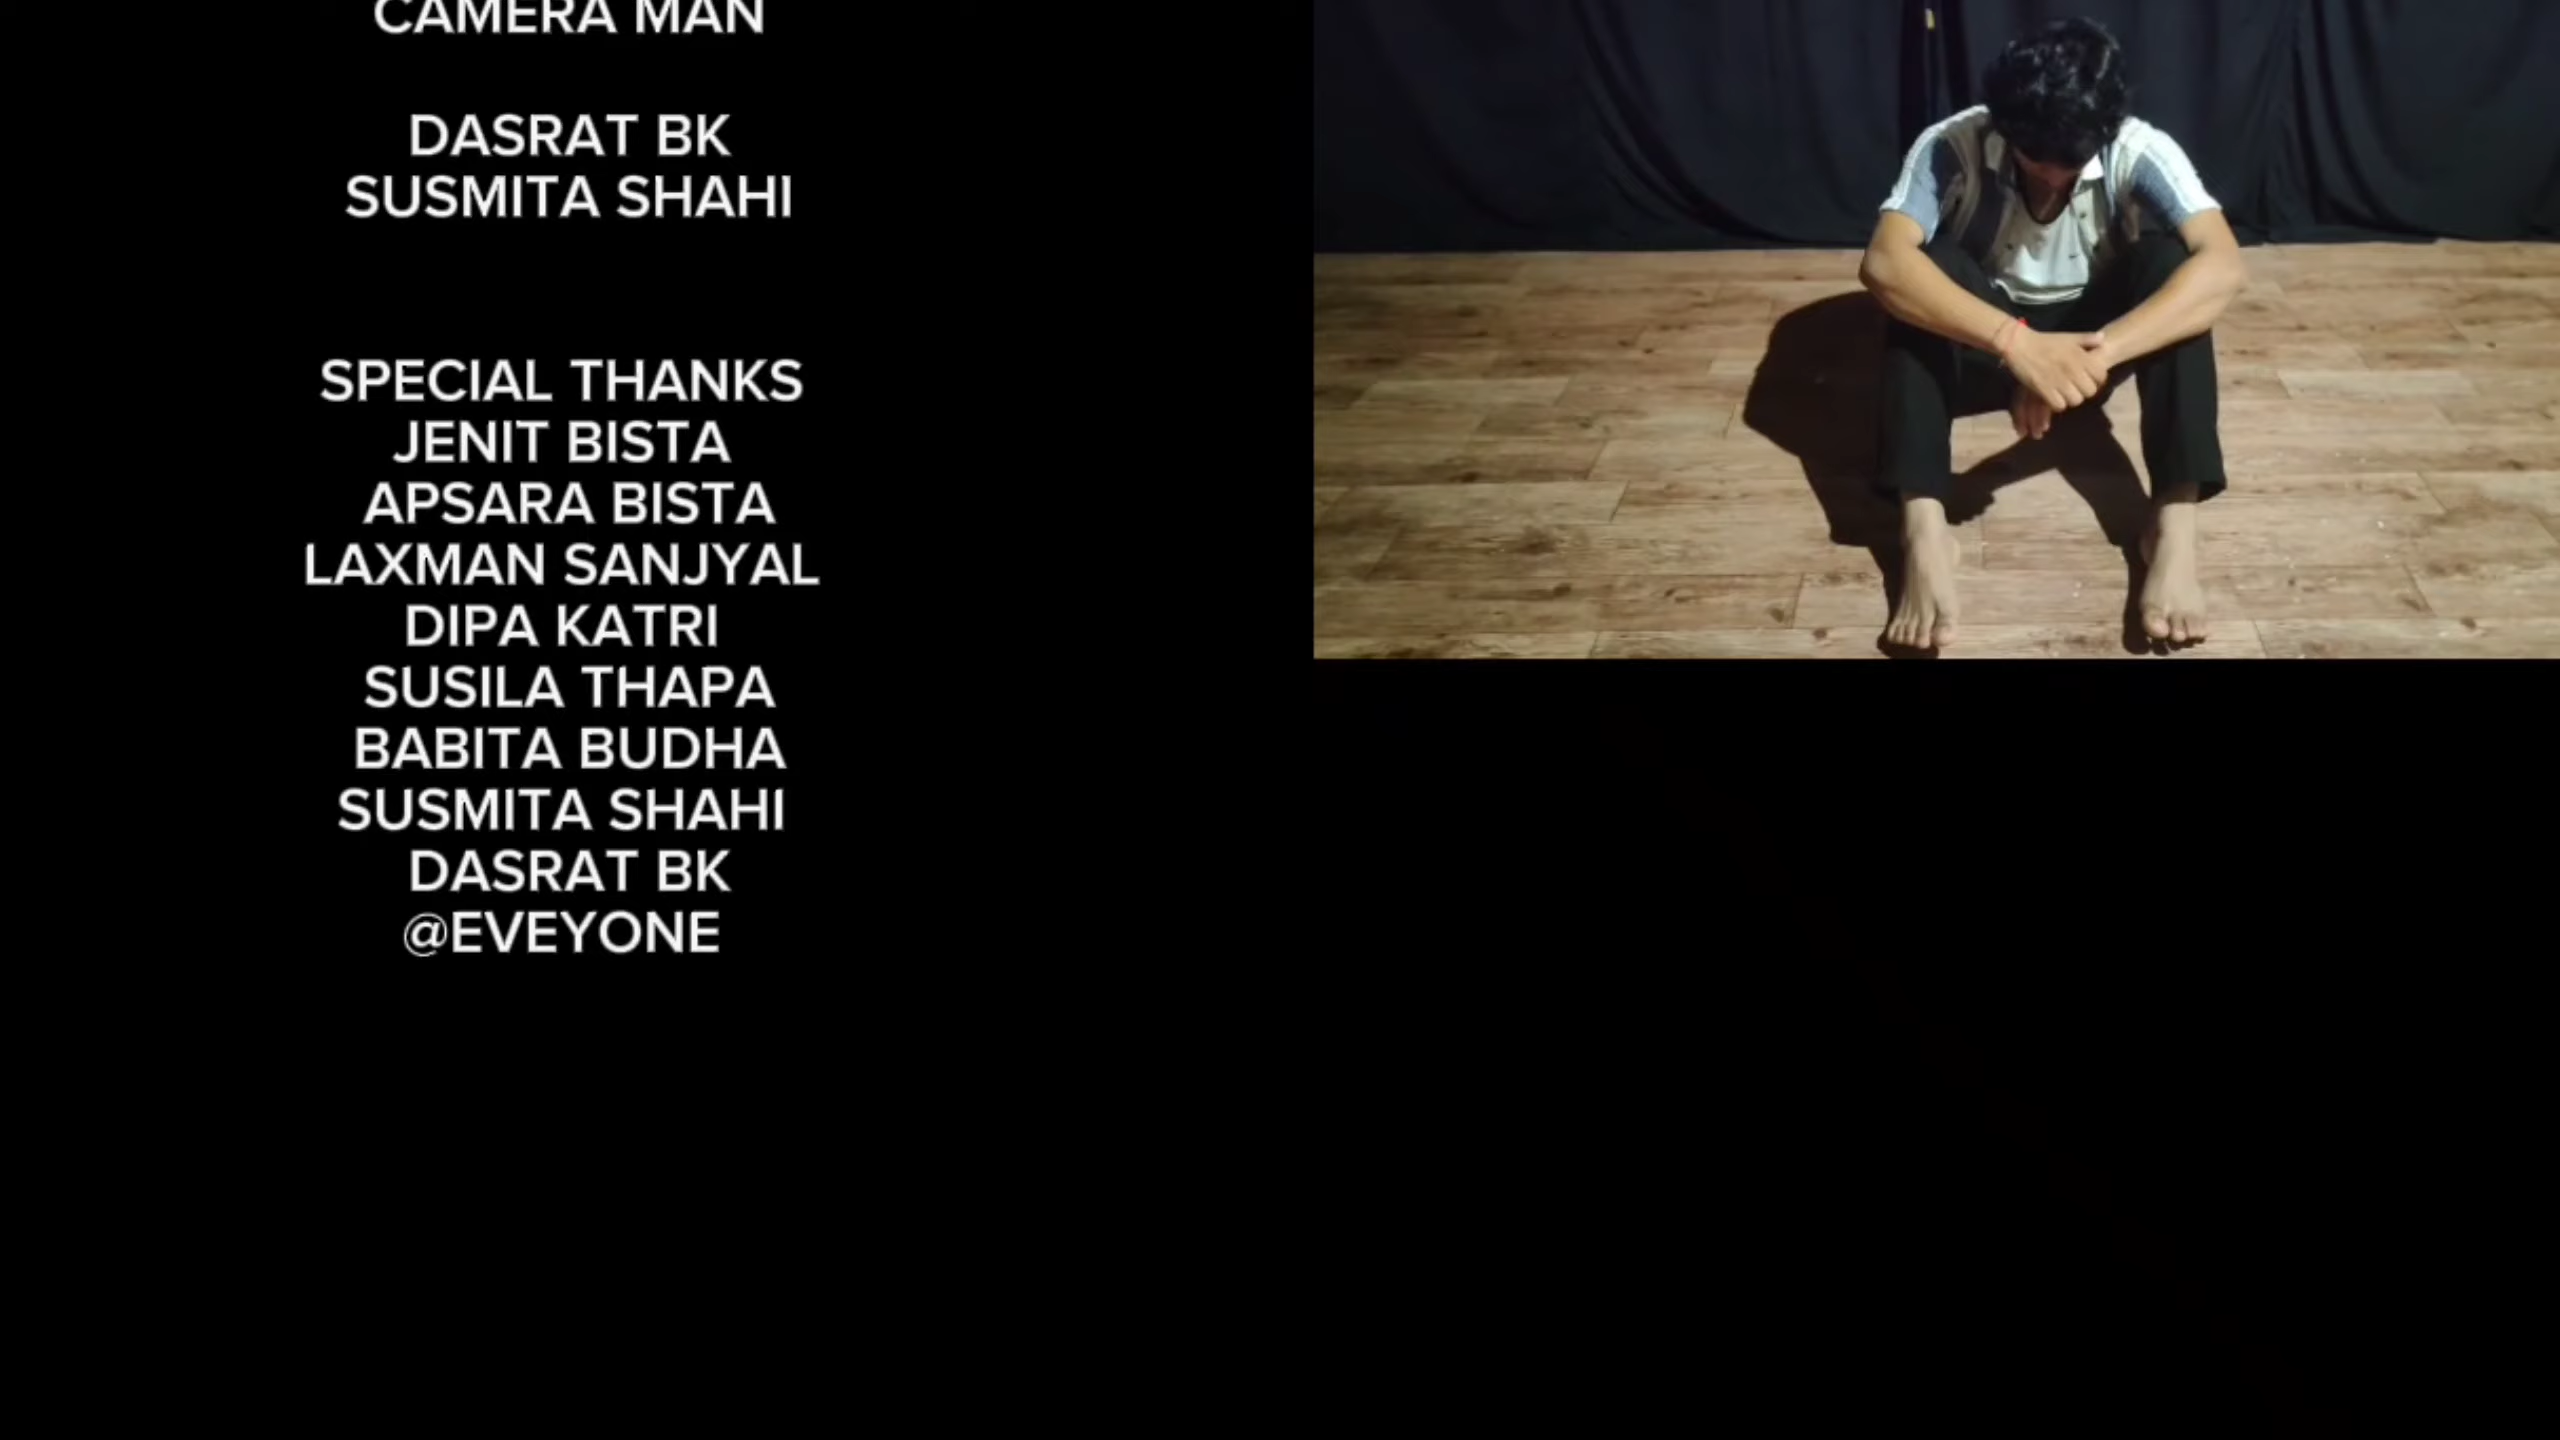 CAMERA MAN
DASRAT BK
SUSMITA SHAHI
SPECIAL THANKS
JENIT BISTA
APSARA BISTA
LAXMAN SANJYAL
DIPA KATRI
SUSILA THAPA
BABITA BUDHA
SUSMITA SHAHI
DASRAT BK
@EVEYONE